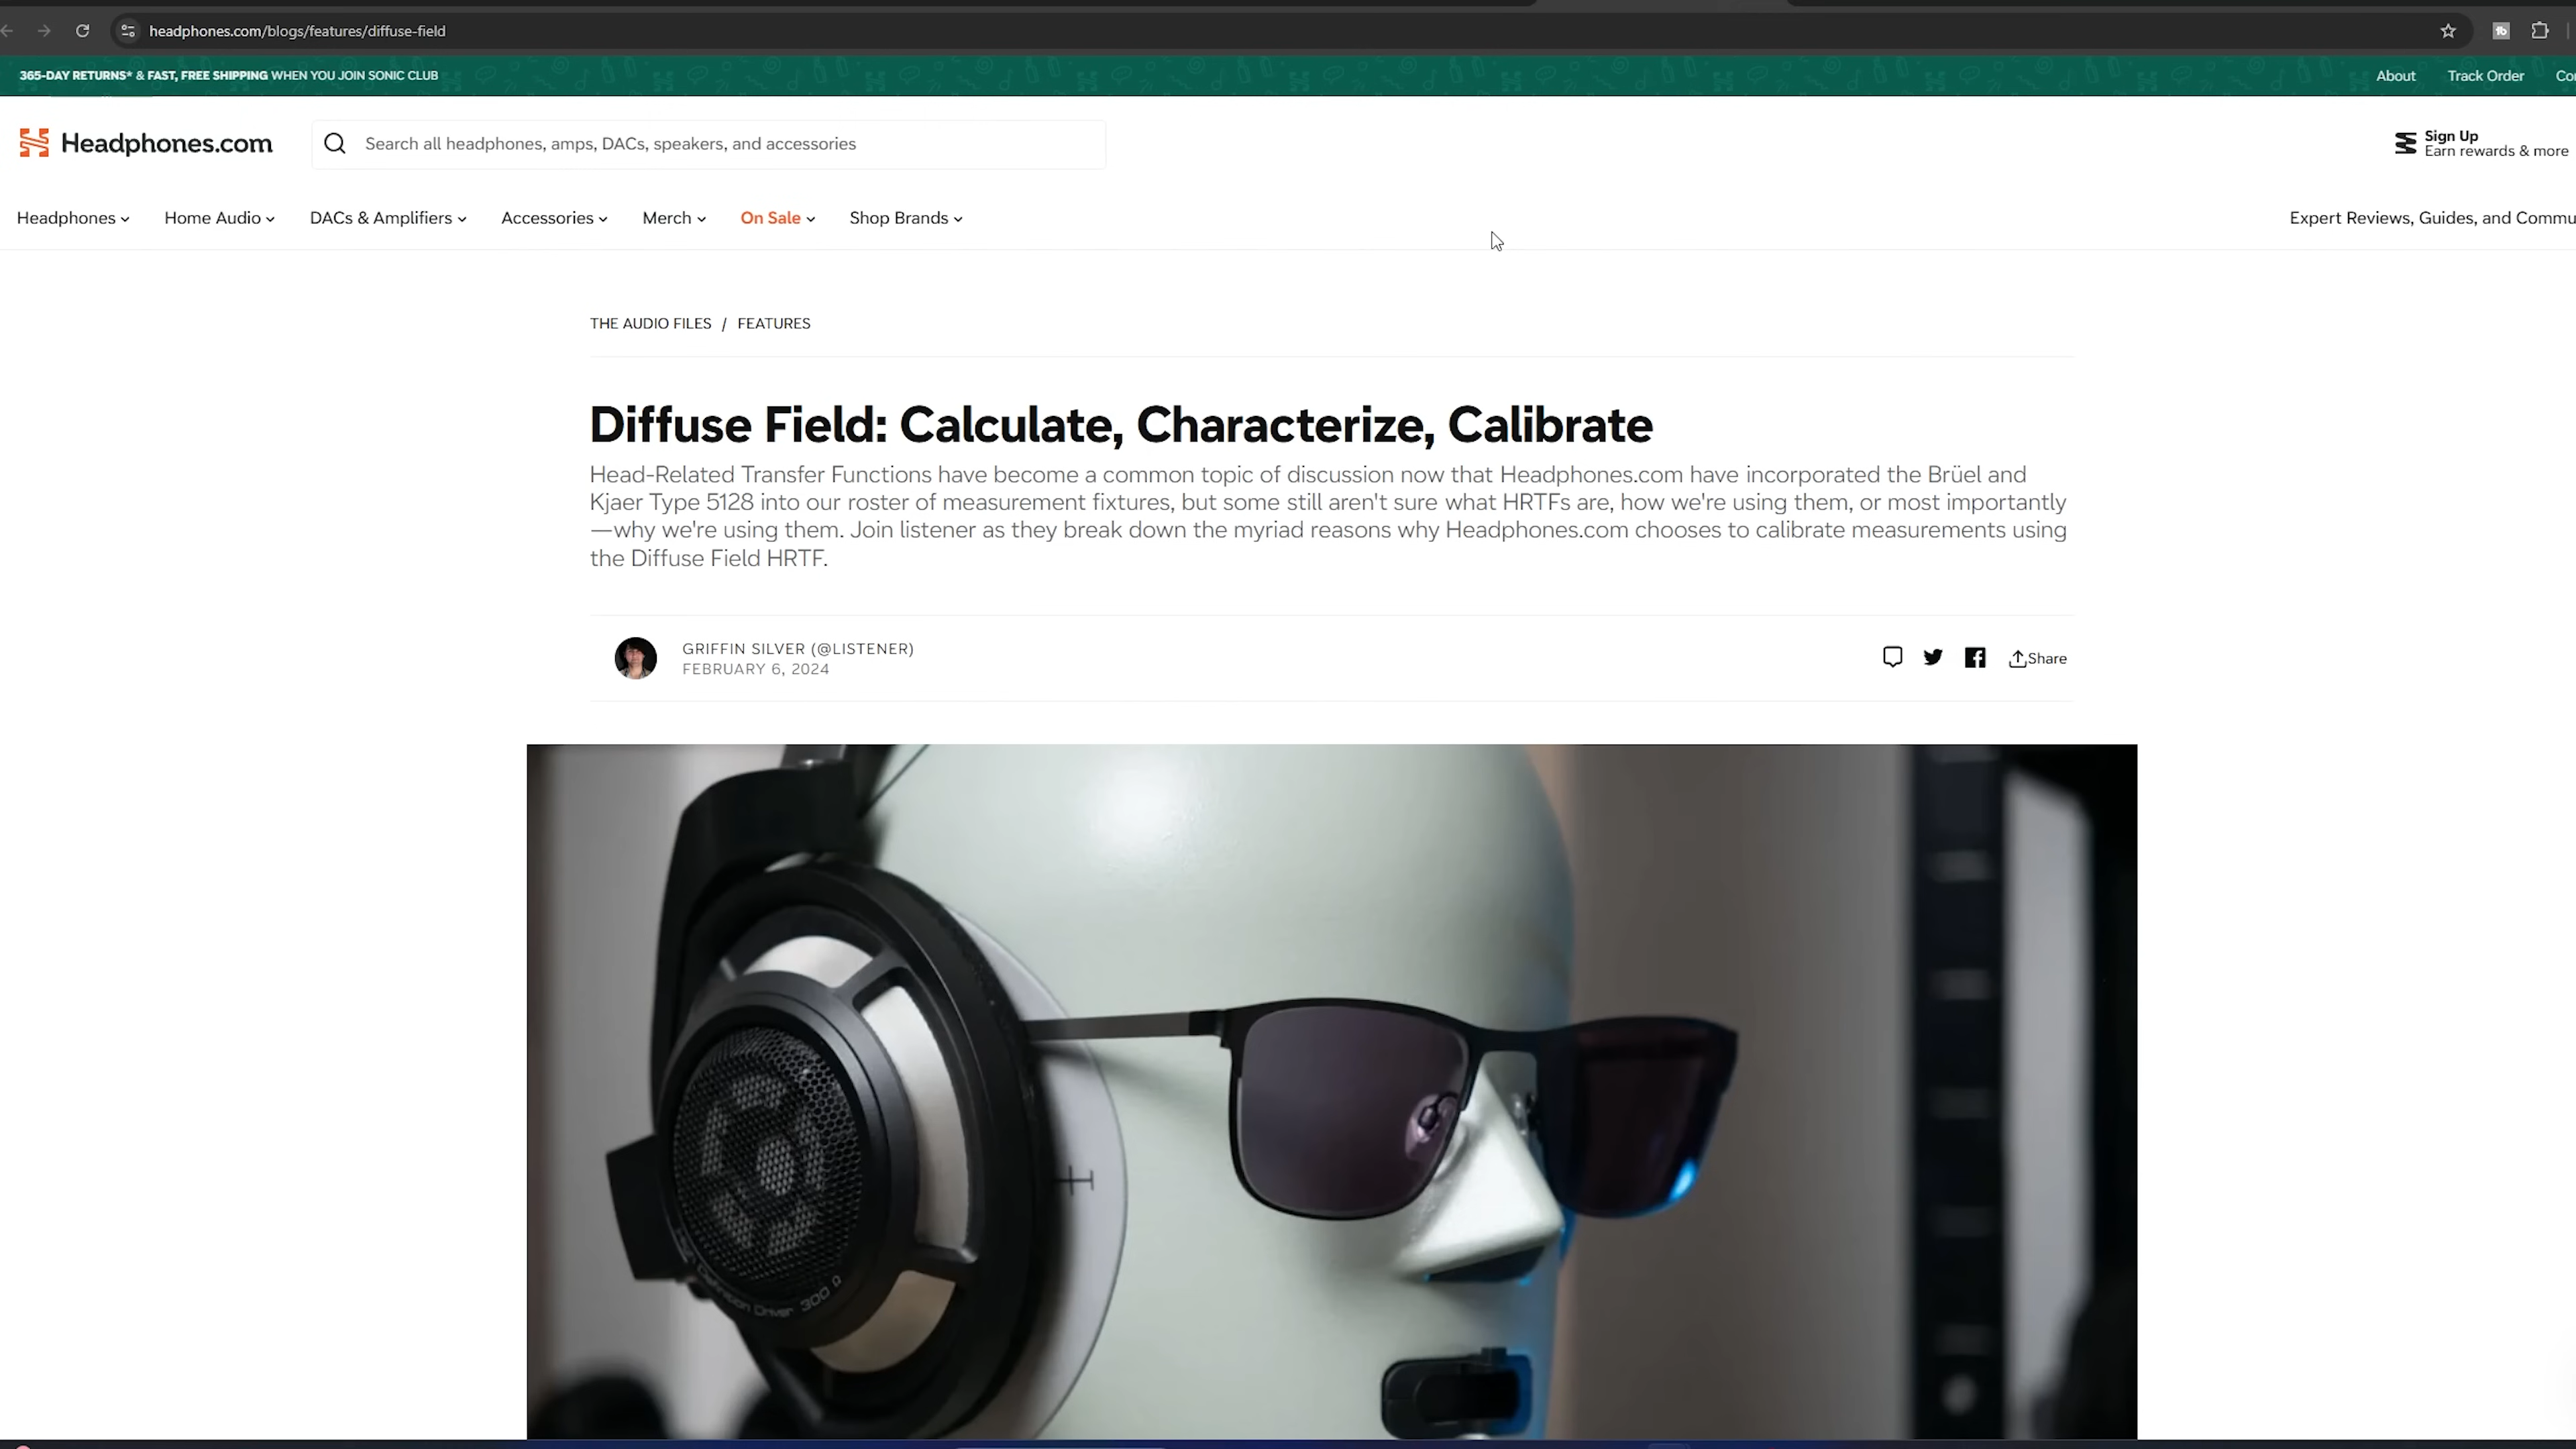 headphones.com/blogs/features/diffuse-field
365-DAY RETURNS* & FAST, FREE SHIPPING WHEN YOU JOIN SONIC CLUB
About Track Order
Headphones.com
Search all headphones, amps, DACs, speakers, and accessories
Sign Up
Earn rewards & more
Headphones Home Audio DACs & Amplifiers Accessories Merch On Sale Shop Brands
Expert Reviews, Guides, and Commu
THE AUDIO FILES / FEATURES
Diffuse Field: Calculate, Characterize, Calibrate
Head-Related Transfer Functions have become a common topic of discussion now that Headphones.com have incorporated the Brüel and
Kjaer Type 5128 into our roster of measurement fixtures, but some still aren't sure what HRTFs are, how we're using them, or most importantly
—why we're using them. Join listener as they break down the myriad reasons why Headphones.com chooses to calibrate measurements using
the Diffuse Field HRTF.
GRIFFIN SILVER (@LISTENER)
FEBRUARY 6, 2024
Share
Driver 300